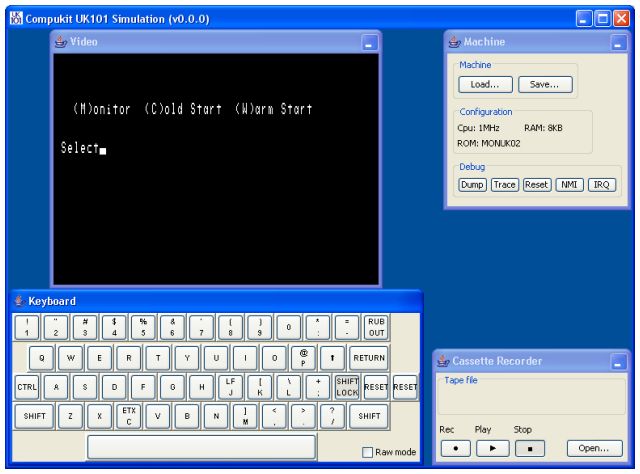 Compukit UK101 Simulation (v0.0.0)
Video
(M)onitor (C)old Start (W)arm Start
Select
Machine
Machine
Load... Save...
Configuration
Cpu: 1MHz RAM: 8KB
ROM: MONUK02
Debug
Dump Trace Reset NMI IRQ
Keyboard
! " # $ % & ' ( ) * = RUB
1 2 3 4 5 6 7 8 9 0 : - OUT
Q W E R T Y U I O @ P ↑ RETURN
CTRL A S D F G H LF J [ K \ L + ; SHIFT LOCK RESET RESET
SHIFT Z X ETX C V B N ] M < , > . ? / SHIFT
Raw mode
Cassette Recorder
Tape file
Rec Play Stop
Open...